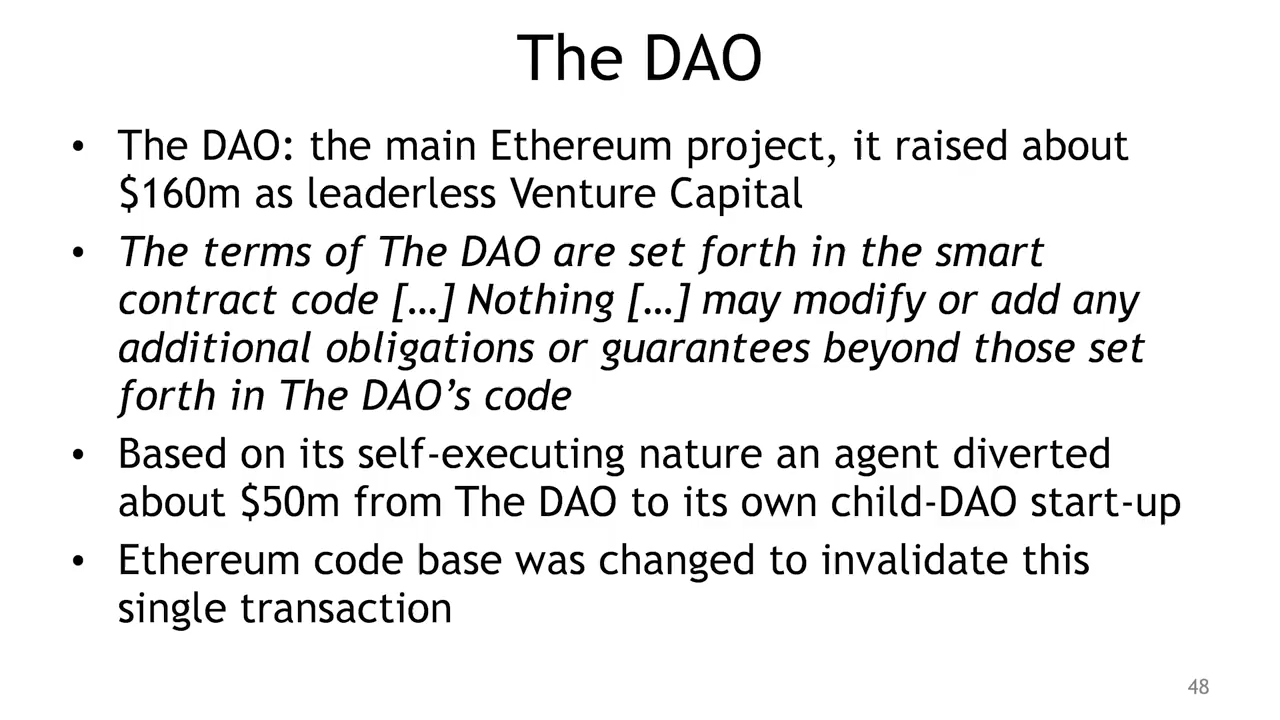 The DAO
• The DAO: the main Ethereum project, it raised about
$160m as leaderless Venture Capital
• The terms of The DAO are set forth in the smart
contract code […] Nothing […] may modify or add any
additional obligations or guarantees beyond those set
forth in The DAO’s code
• Based on its self-executing nature an agent diverted
about $50m from The DAO to its own child-DAO start-up
• Ethereum code base was changed to invalidate this
single transaction
48